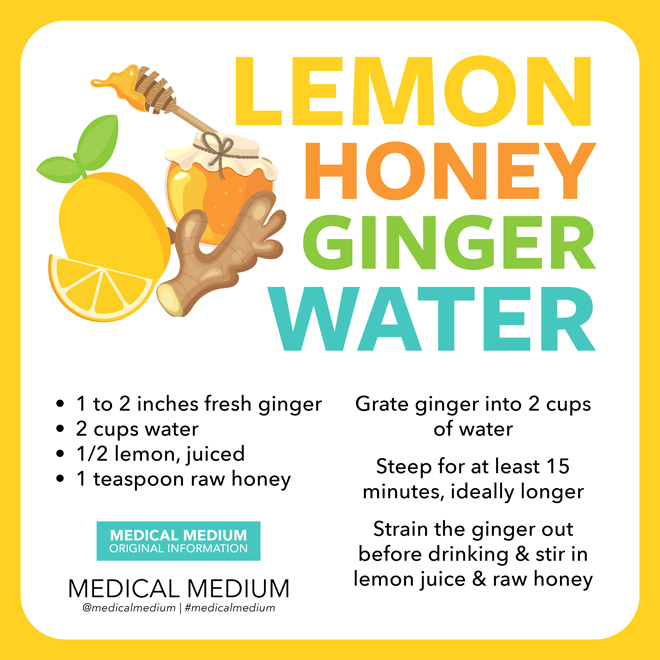 LEMON
HONEY
GINGER
WATER
• 1 to 2 inches fresh ginger
• 2 cups water
• 1/2 lemon, juiced
• 1 teaspoon raw honey
Grate ginger into 2 cups
of water
Steep for at least 15
minutes, ideally longer
Strain the ginger out
before drinking & stir in
lemon juice & raw honey
MEDICAL MEDIUM
ORIGINAL INFORMATION
MEDICAL MEDIUM
@medicalmedium | #medicalmedium